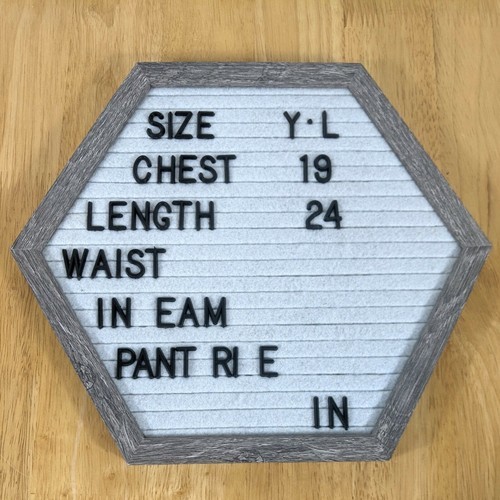 SIZE Y·L
CHEST 19
LENGTH 24
WAIST
IN EAM
PANT RI E
IN